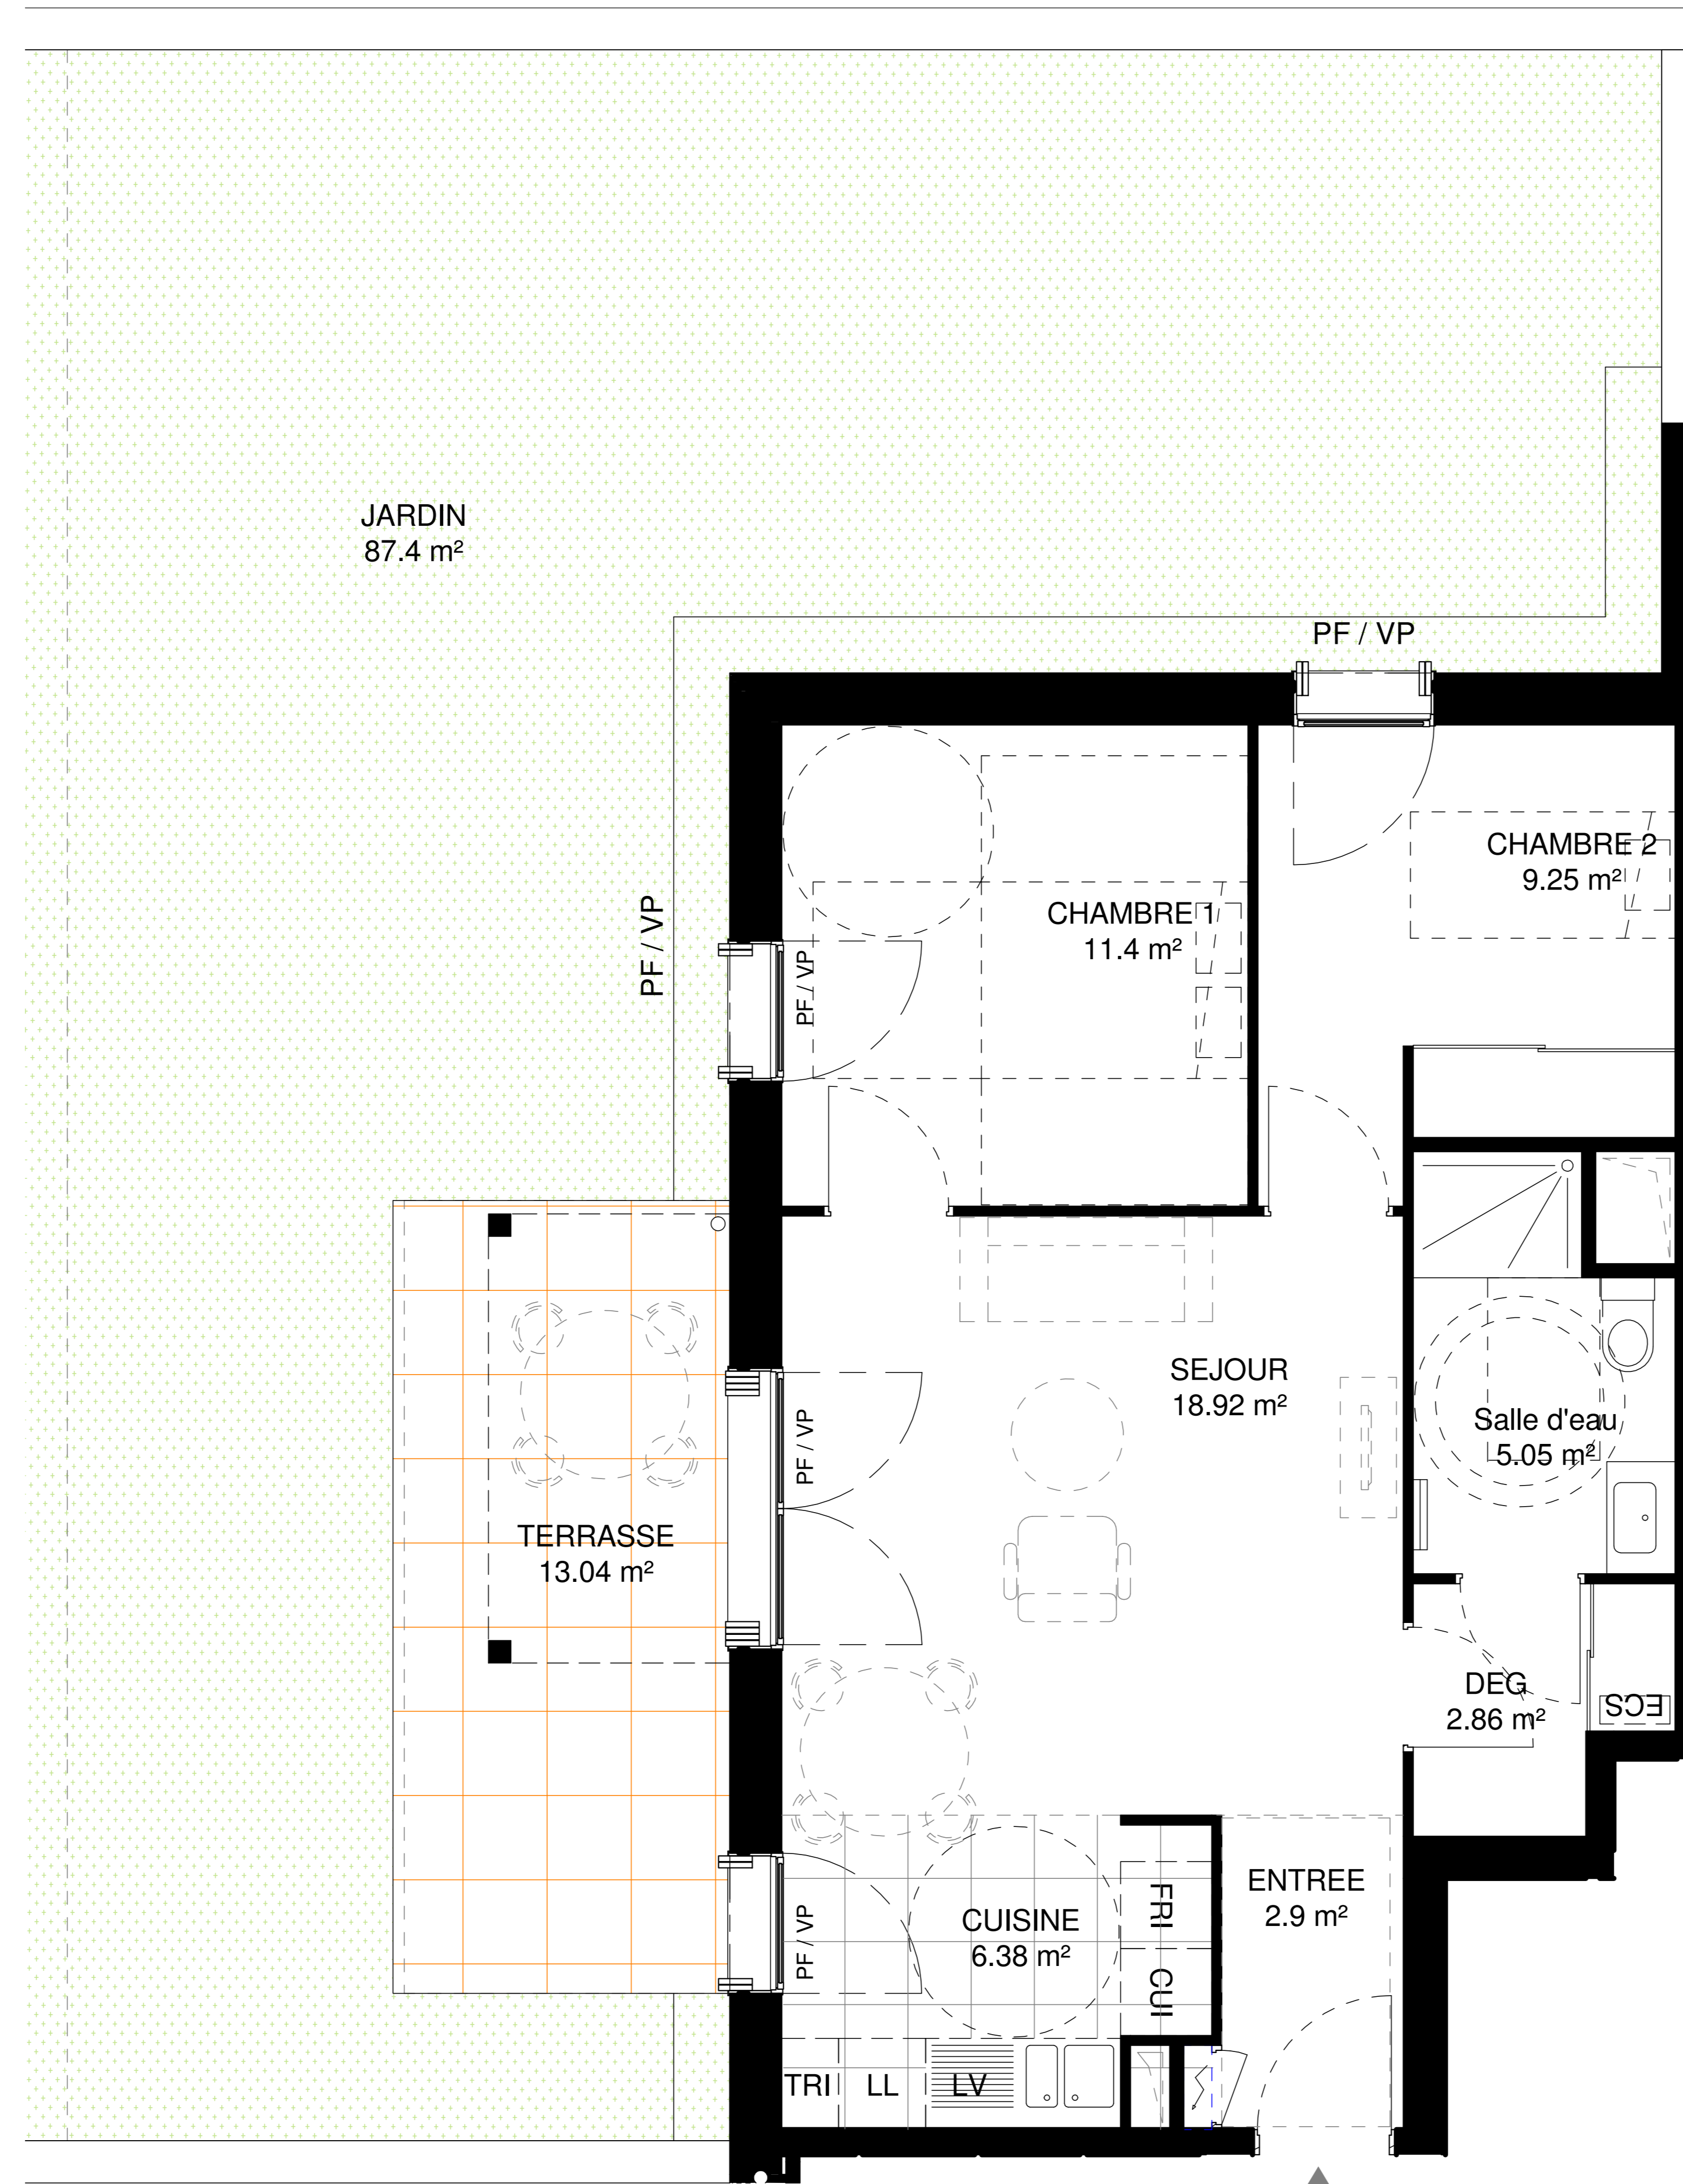 JARDIN
87.4 m²
PF / VP
CHAMBRE 2
9.25 m²
CHAMBRE 1
11.4 m²
PF / VP
PF / VP
SEJOUR
18.92 m²
PF / VP
Salle d'eau
5.05 m²
TERRASSE
13.04 m²
DEG
2.86 m²
ECS
ENTREE
2.9 m²
CUISINE
6.38 m²
FRI
CUI
PF / VP
TRI
LL
LV